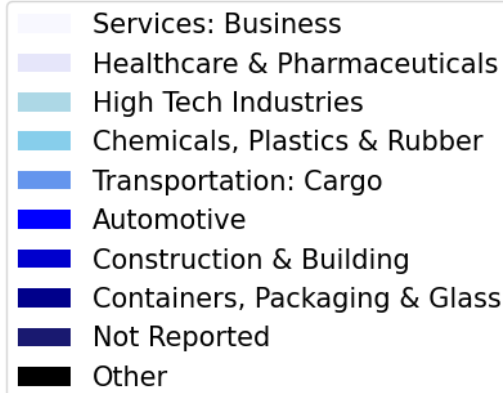 Services: Business
Healthcare & Pharmaceuticals
High Tech Industries
Chemicals, Plastics & Rubber
Transportation: Cargo
Automotive
Construction & Building
Containers, Packaging & Glass
Not Reported
Other